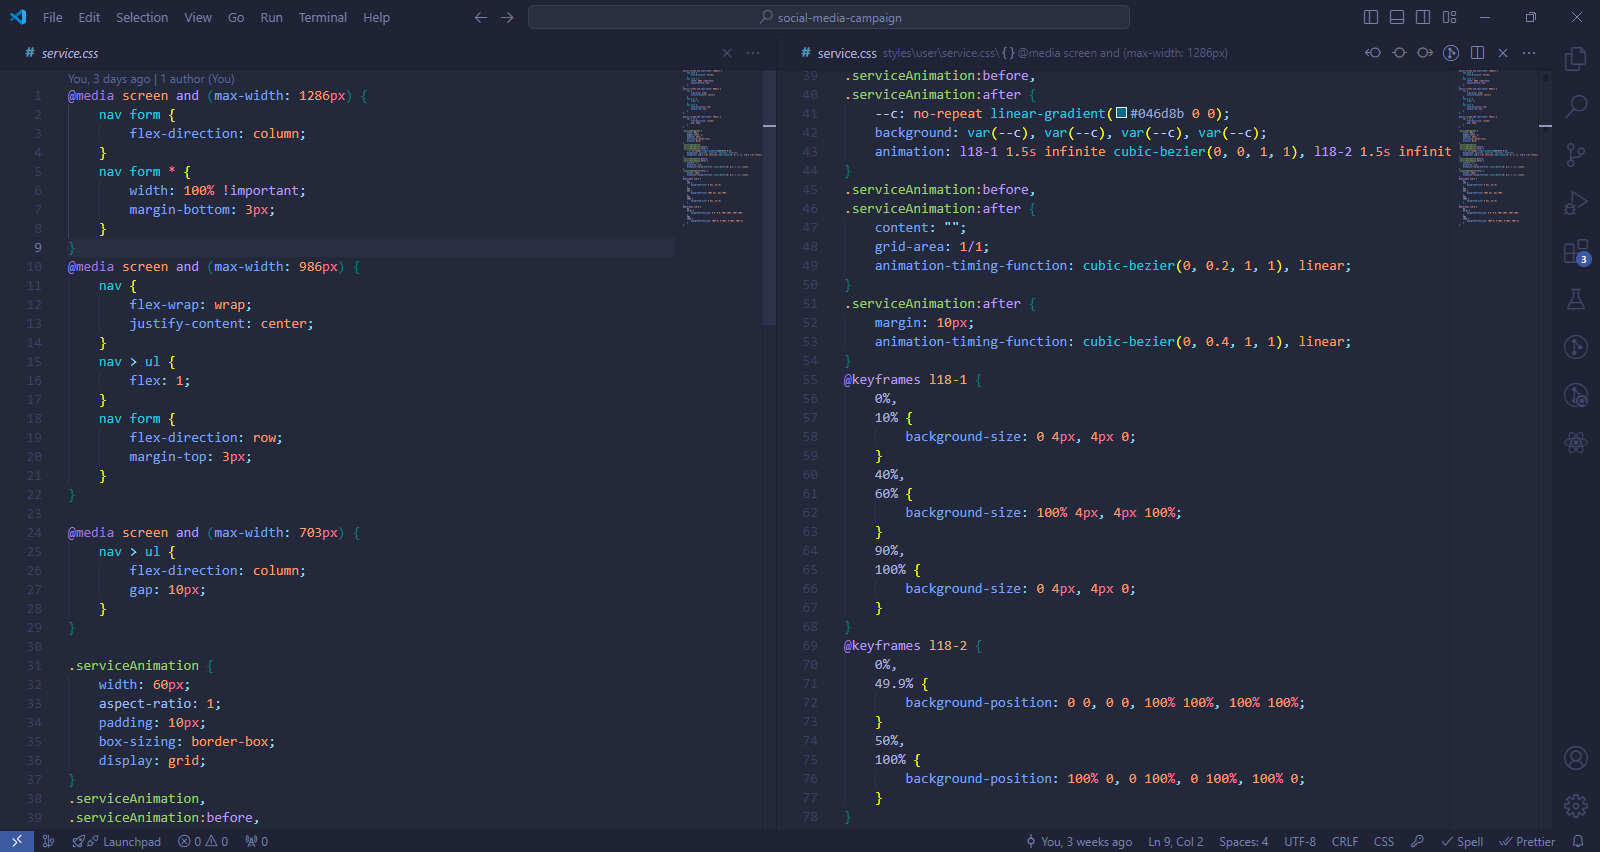 File Edit Selection View Go Run Terminal Help
social-media-campaign
# service.css
You, 3 days ago | 1 author (You)
1 @media screen and (max-width: 1286px) {
2 nav form {
3 flex-direction: column;
4 }
5 nav form * {
6 width: 100% !important;
7 margin-bottom: 3px;
8 }
9 }
10 @media screen and (max-width: 986px) {
11 nav {
12 flex-wrap: wrap;
13 justify-content: center;
14 }
15 nav > ul {
16 flex: 1;
17 }
18 nav form {
19 flex-direction: row;
20 margin-top: 3px;
21 }
22 }
23
24 @media screen and (max-width: 703px) {
25 nav > ul {
26 flex-direction: column;
27 gap: 10px;
28 }
29 }
30
31 .serviceAnimation {
32 width: 60px;
33 aspect-ratio: 1;
34 padding: 10px;
35 box-sizing: border-box;
36 display: grid;
37 }
38 .serviceAnimation,
39 .serviceAnimation:before,
# service.css styles\user\service.css\{ } @media screen and (max-width: 1286px)
39 .serviceAnimation:before,
40 .serviceAnimation:after {
41 --c: no-repeat linear-gradient(#046d8b 0 0);
42 background: var(--c), var(--c), var(--c), var(--c);
43 animation: l18-1 1.5s infinite cubic-bezier(0, 0, 1, 1), l18-2 1.5s infinit
44 }
45 .serviceAnimation:before,
46 .serviceAnimation:after {
47 content: "";
48 grid-area: 1/1;
49 animation-timing-function: cubic-bezier(0, 0.2, 1, 1), linear;
50 }
51 .serviceAnimation:after {
52 margin: 10px;
53 animation-timing-function: cubic-bezier(0, 0.4, 1, 1), linear;
54 }
55 @keyframes l18-1 {
56 0%,
57 10% {
58 background-size: 0 4px, 4px 0;
59 }
60 40%,
61 60% {
62 background-size: 100% 4px, 4px 100%;
63 }
64 90%,
65 100% {
66 background-size: 0 4px, 4px 0;
67 }
68 }
69 @keyframes l18-2 {
70 0%,
71 49.9% {
72 background-position: 0 0, 0 0, 100% 100%, 100% 100%;
73 }
74 50%,
75 100% {
76 background-position: 100% 0, 0 100%, 0 100%, 100% 0;
77 }
78 }
3
Launchpad 0 0 0
You, 3 weeks ago Ln 9, Col 2 Spaces: 4 UTF-8 CRLF CSS Spell Prettier